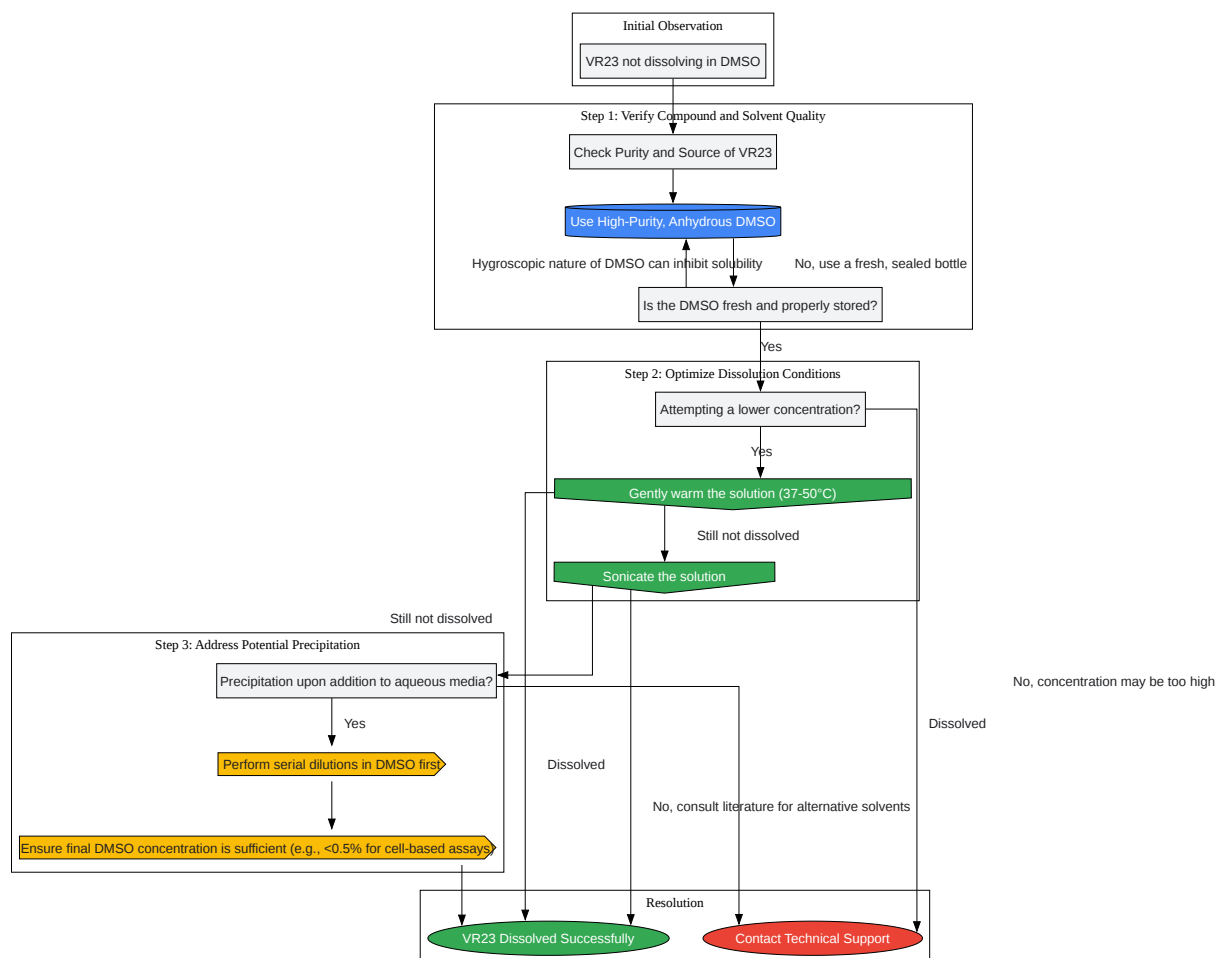 Initial Observation
VR23 not dissolving in DMSO
Step 1: Verify Compound and Solvent Quality
Check Purity and Source of VR23
Use High-Purity, Anhydrous DMSO
Hygroscopic nature of DMSO can inhibit solubility
No, use a fresh, sealed bottle
Is the DMSO fresh and properly stored?
Yes
Step 2: Optimize Dissolution Conditions
Attempting a lower concentration?
Yes
Gently warm the solution (37-50°C)
Still not dissolved
Sonicate the solution
Still not dissolved
Step 3: Address Potential Precipitation
Precipitation upon addition to aqueous media?
No, concentration may be too high
Yes
Dissolved
Perform serial dilutions in DMSO first
Dissolved
No, consult literature for alternative solvents
Ensure final DMSO concentration is sufficient (e.g., <0.5% for cell-based assays)
Resolution
VR23 Dissolved Successfully
Contact Technical Support